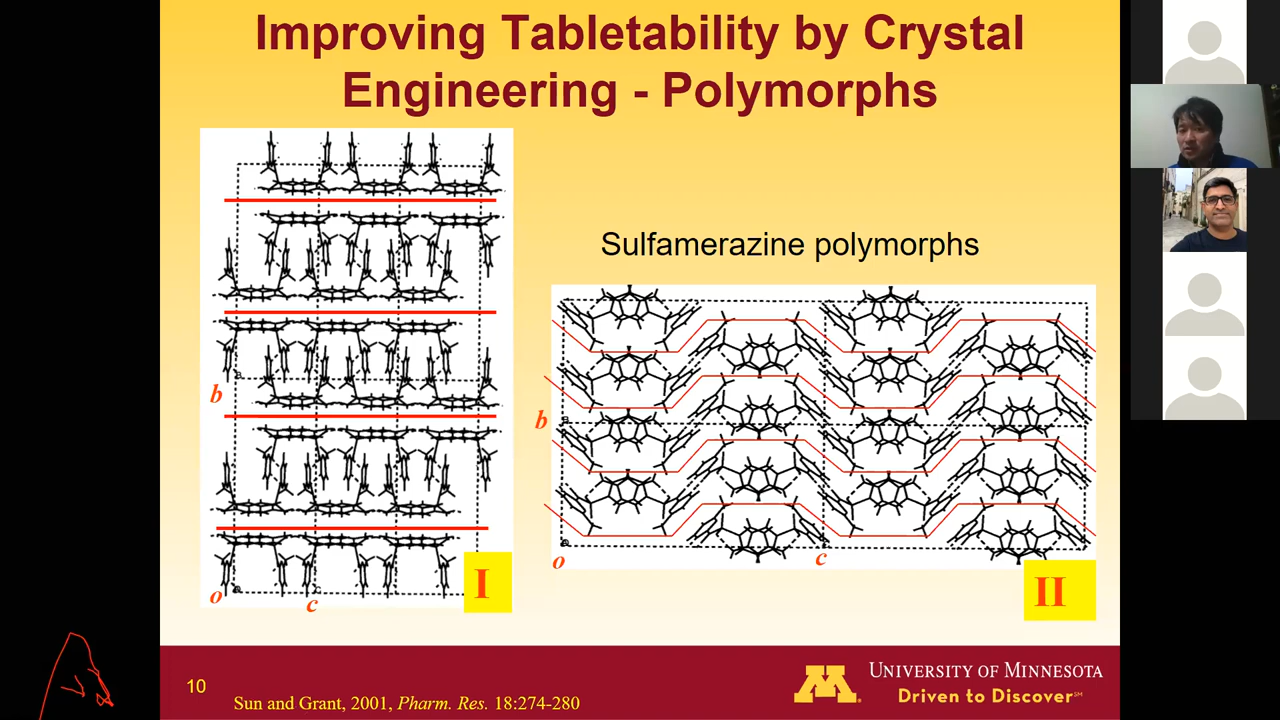 Improving Tabletability by Crystal
Engineering - Polymorphs
Sulfamerazine polymorphs
b
o
c
I
b
o
c
II
10
Sun and Grant, 2001, Pharm. Res. 18:274-280
M
UNIVERSITY OF MINNESOTA
Driven to Discover℠